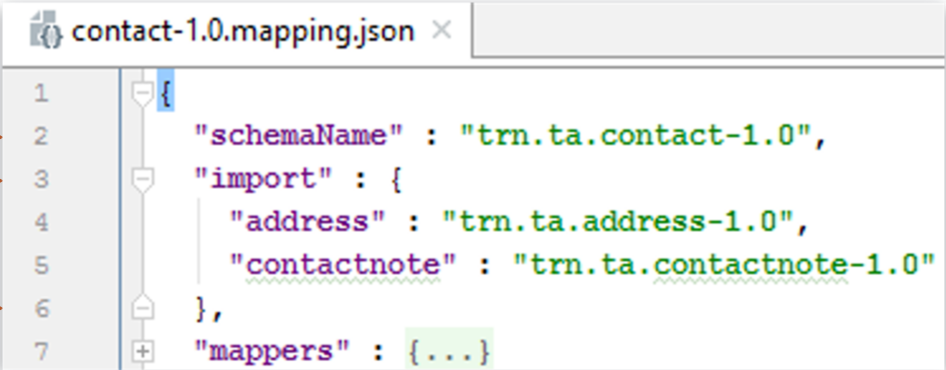 contact-1.0.mapping.json
1 {
2 "schemaName" : "trn.ta.contact-1.0",
3 "import" : {
4 "address" : "trn.ta.address-1.0",
5 "contactnote" : "trn.ta.contactnote-1.0"
6 },
7 "mappers" : {...}